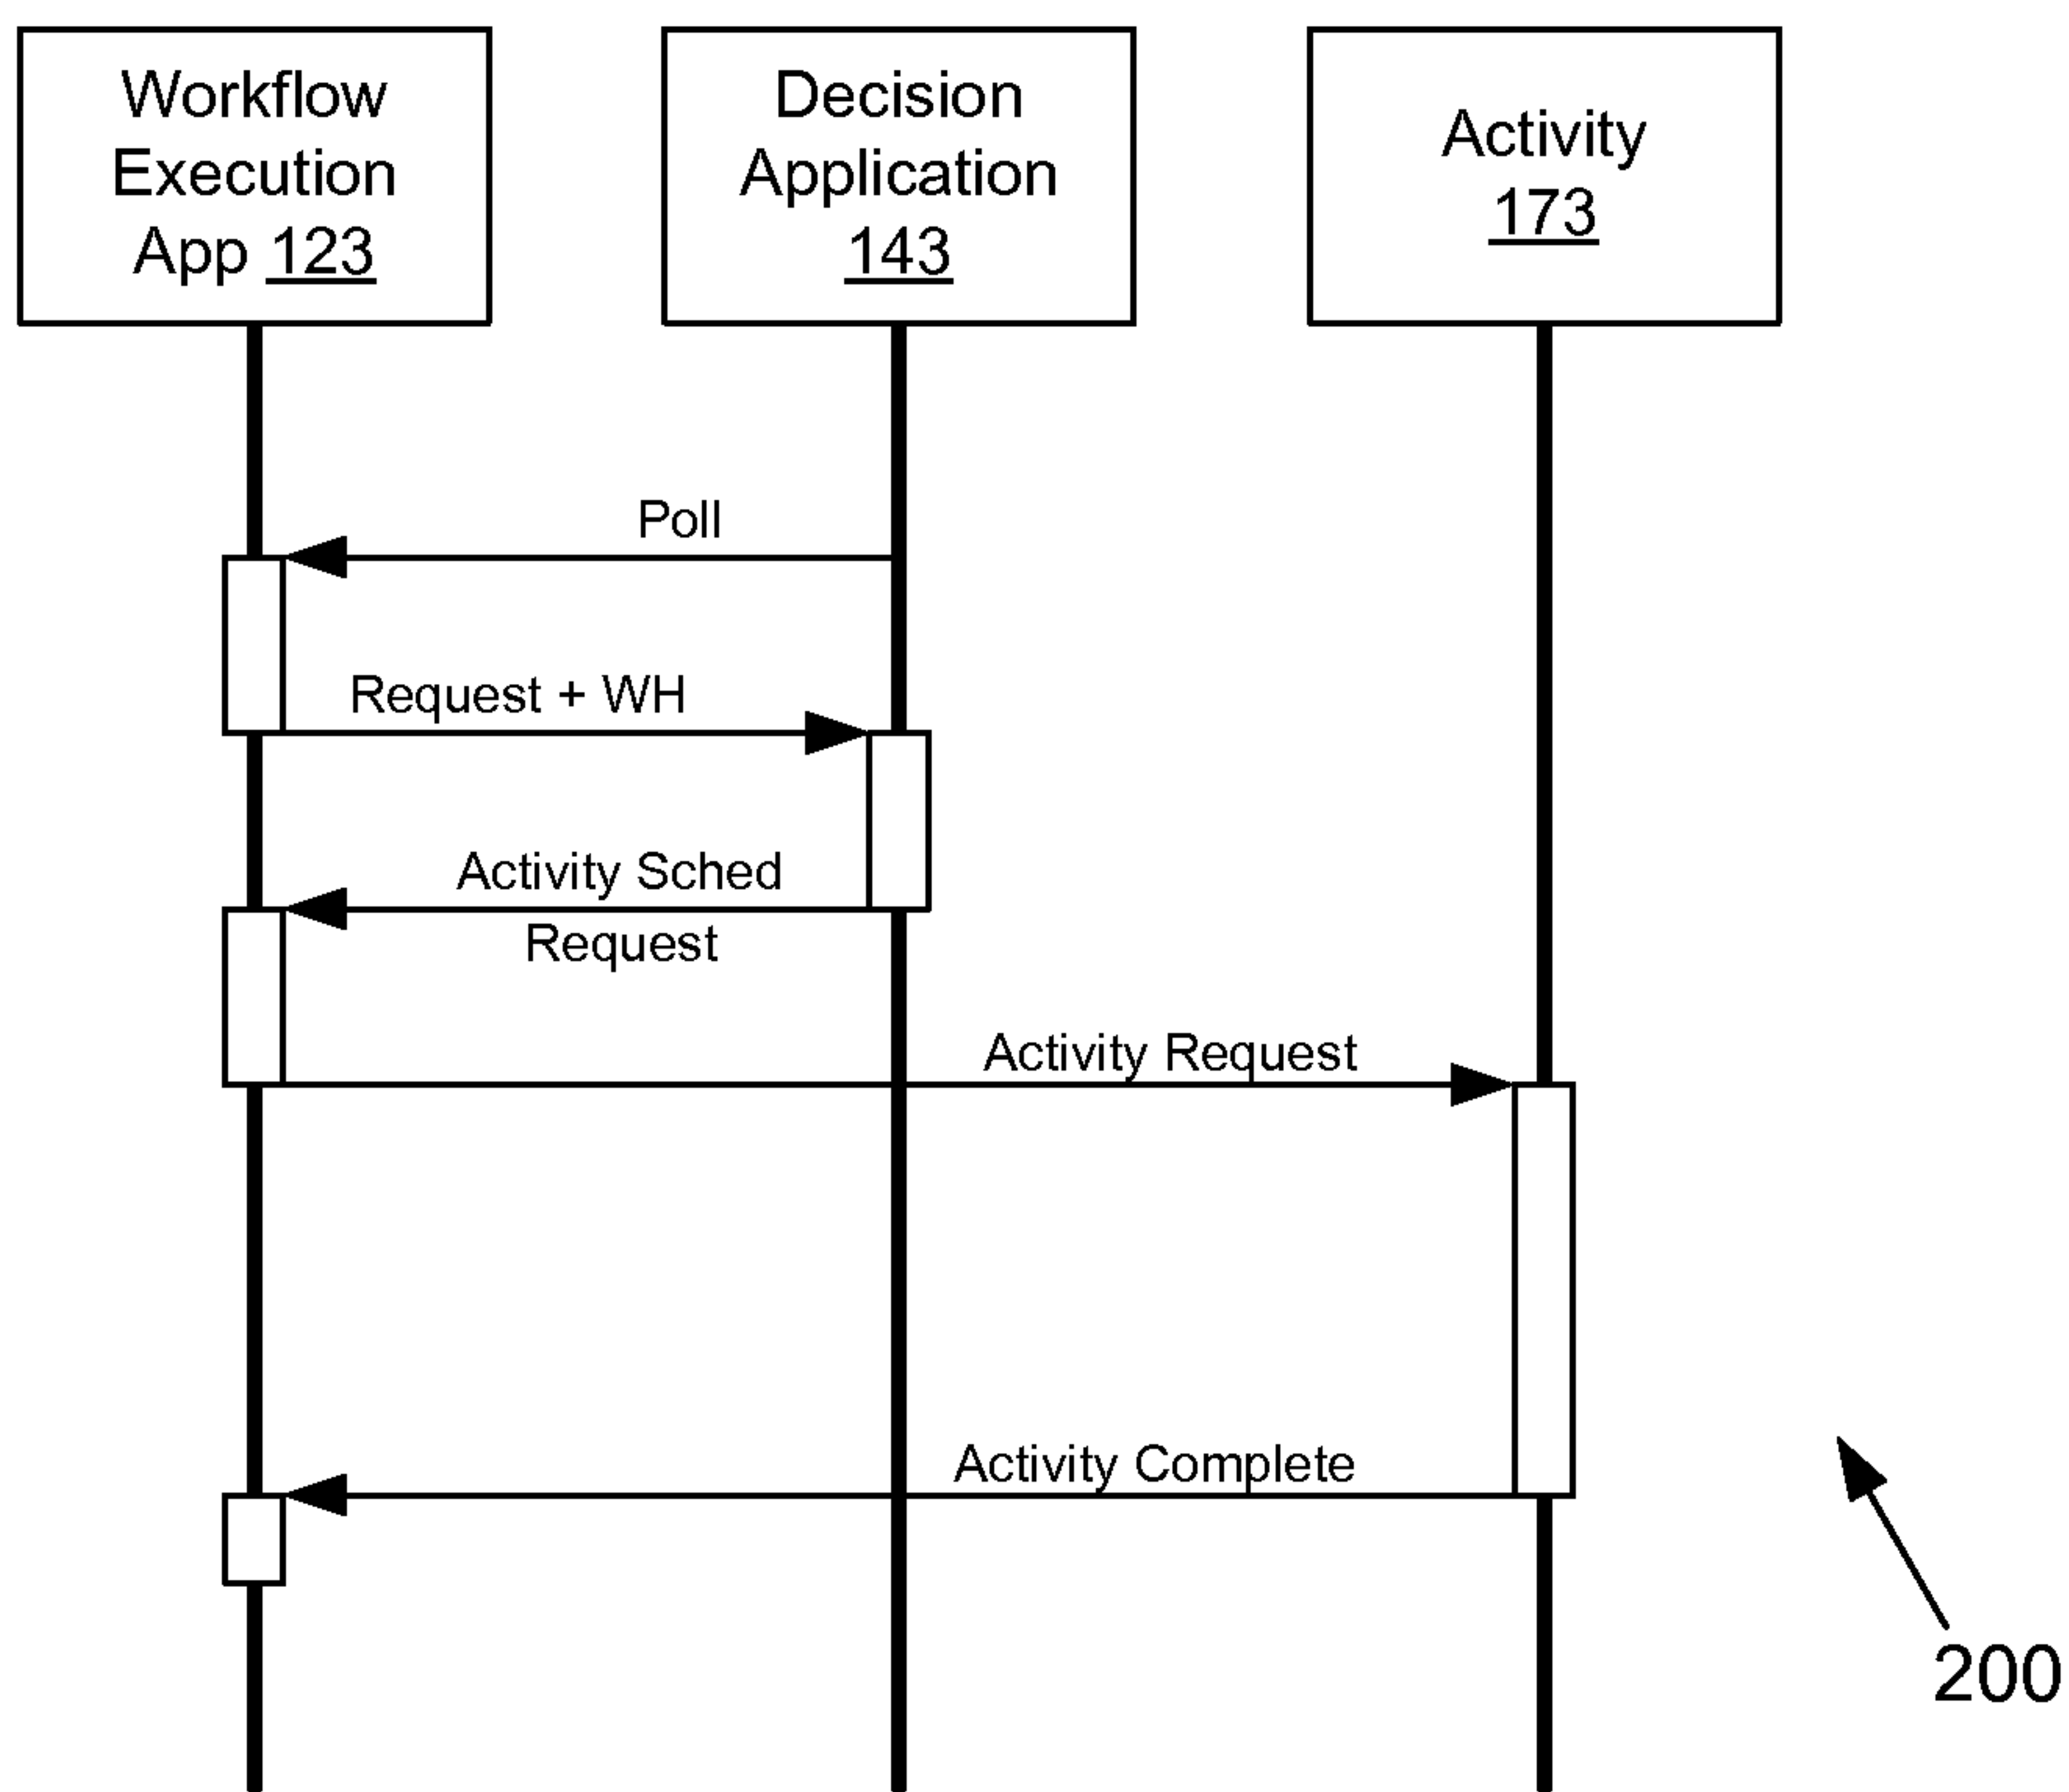 Workflow
Execution
App 123
Decision
Application
143
Activity
173
Poll
Request + WH
Activity Sched
Request
Activity Request
Activity Complete
200